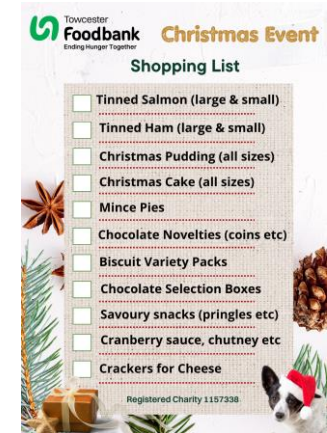 Towcester
Foodbank
Ending Hunger Together
Christmas Event
Shopping List
Tinned Salmon (large & small)
Tinned Ham (large & small)
Christmas Pudding (all sizes)
Christmas Cake (all sizes)
Mince Pies
Chocolate Novelties (coins etc)
Biscuit Variety Packs
Chocolate Selection Boxes
Savoury snacks (pringles etc)
Cranberry sauce, chutney etc
Crackers for Cheese
Registered Charity 1157338